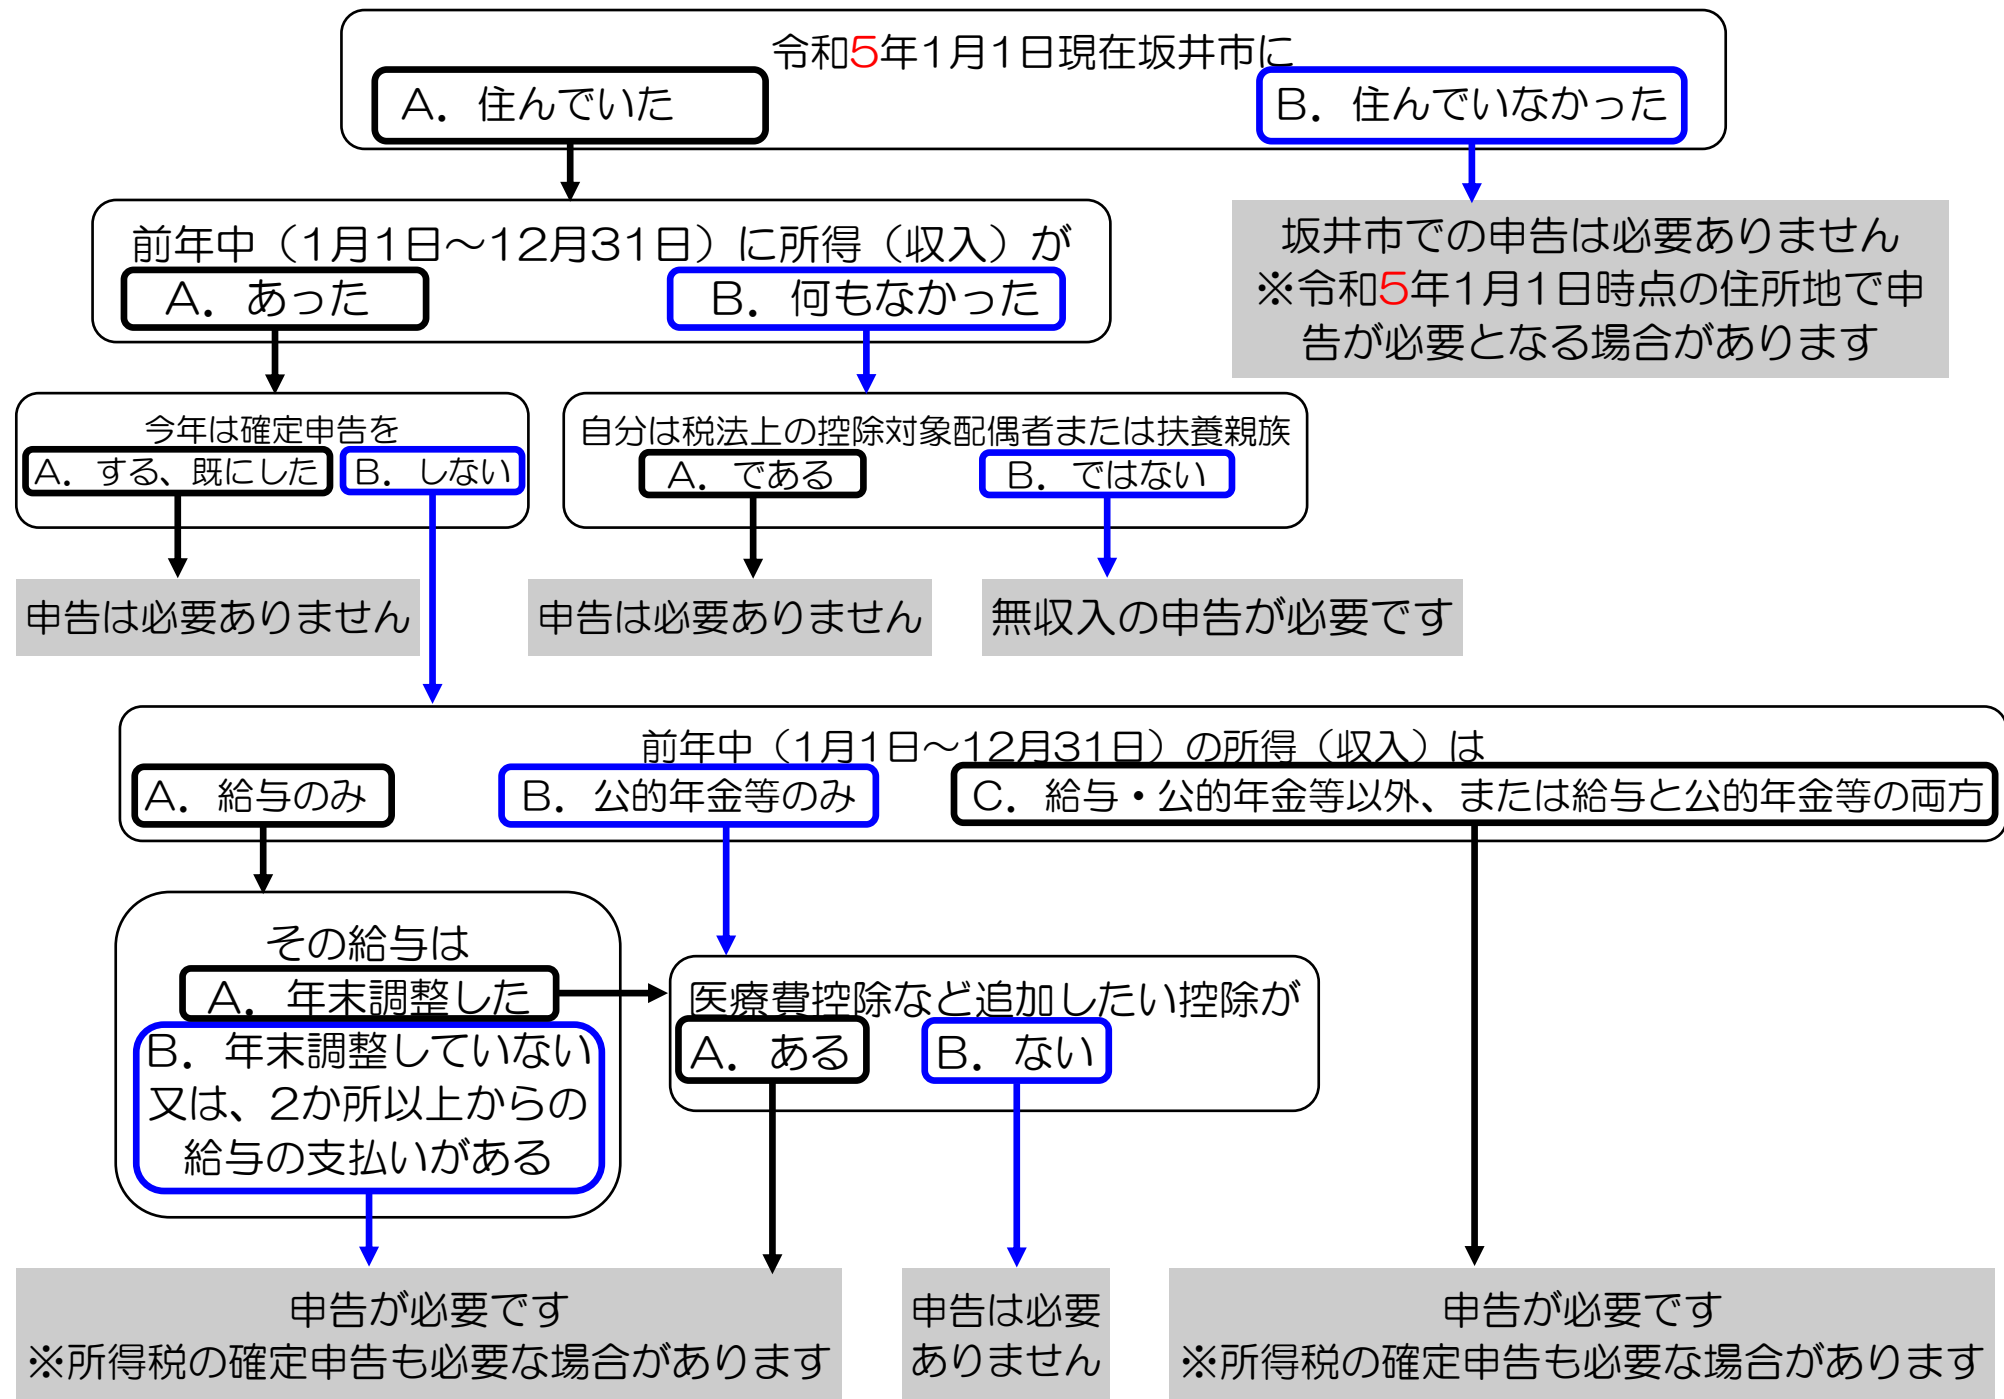 令和5年1月1日現在坂井市に
A．住んでいた
B．住んでいなかった
前年中（1月1日～12月31日）に所得（収入）が
A．あった
B．何もなかった
坂井市での申告は必要ありません
※令和5年1月1日時点の住所地で申
告が必要となる場合があります
今年は確定申告を
A．する、既にした
B．しない
自分は税法上の控除対象配偶者または扶養親族
A．である
B．ではない
申告は必要ありません
申告は必要ありません
無収入の申告が必要です
前年中（1月1日～12月31日）の所得（収入）は
A．給与のみ
B．公的年金等のみ
C．給与・公的年金等以外、または給与と公的年金等の両方
その給与は
A．年末調整した
B．年末調整していない
又は、2か所以上からの
給与の支払いがある
医療費控除など追加したい控除が
A．ある
B．ない
申告が必要です
※所得税の確定申告も必要な場合があります
申告は必要
ありません
申告が必要です
※所得税の確定申告も必要な場合があります